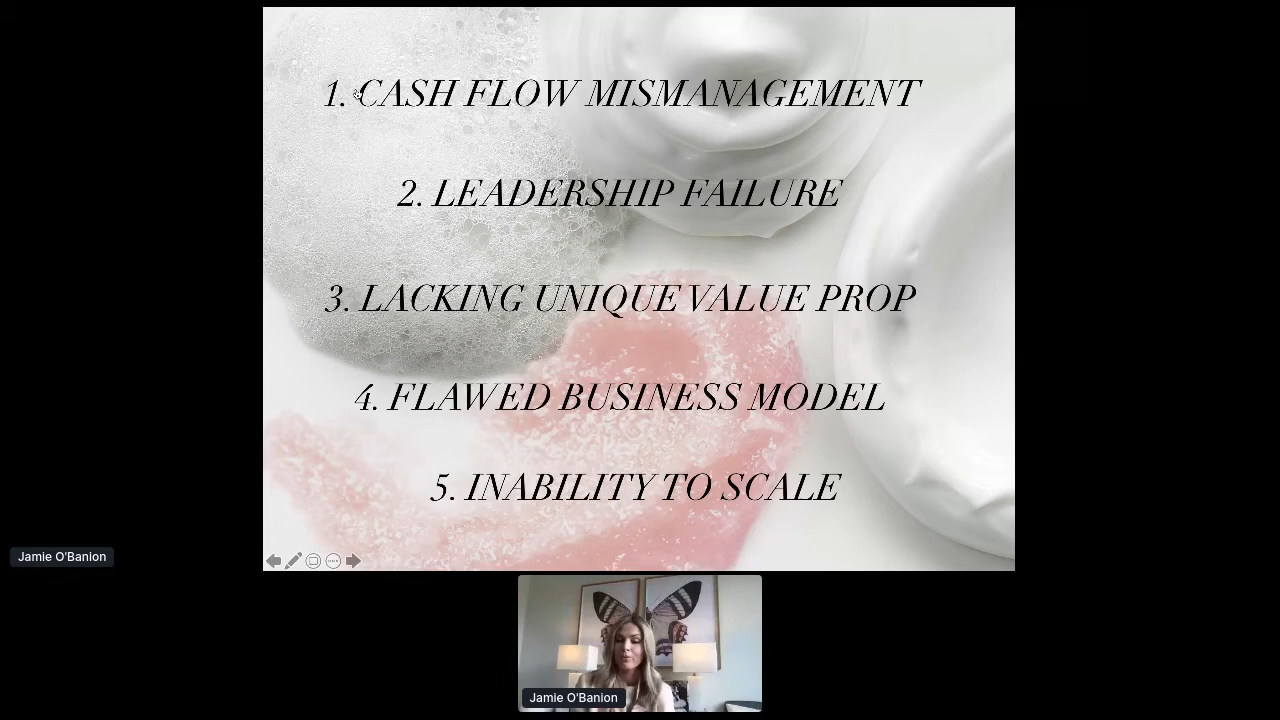 1. CASH FLOW MISMANAGEMENT
2. LEADERSHIP FAILURE
3. LACKING UNIQUE VALUE PROP
4. FLAWED BUSINESS MODEL
5. INABILITY TO SCALE
Jamie O'Banion
Jamie O'Banion